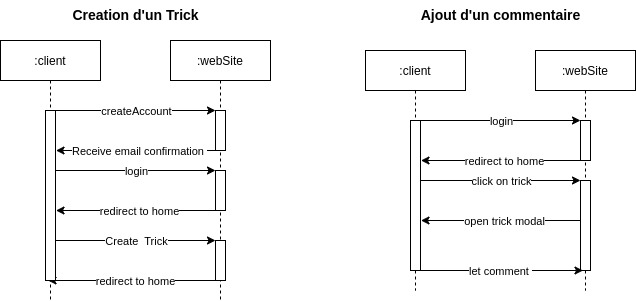 Creation d'un Trick
:client
:webSite
createAccount
Receive email confirmation
login
redirect to home
Create Trick
redirect to home
Ajout d'un commentaire
:client
:webSite
login
redirect to home
click on trick
open trick modal
let comment